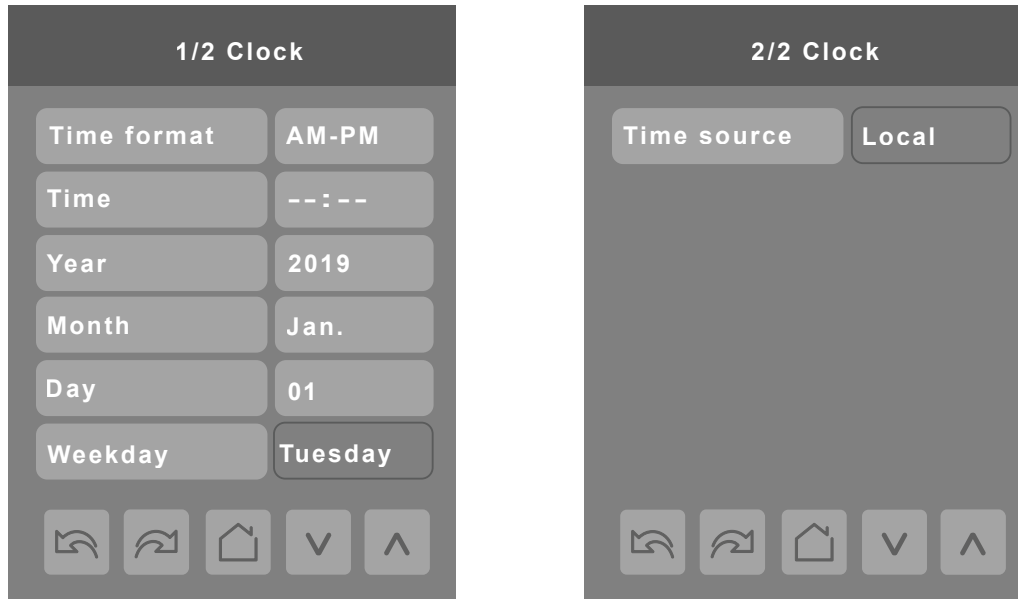 1/2 Clock
Time format AM-PM
Time --:--
Year 2019
Month Jan.
Day 01
Weekday Tuesday
2/2 Clock
Time source Local